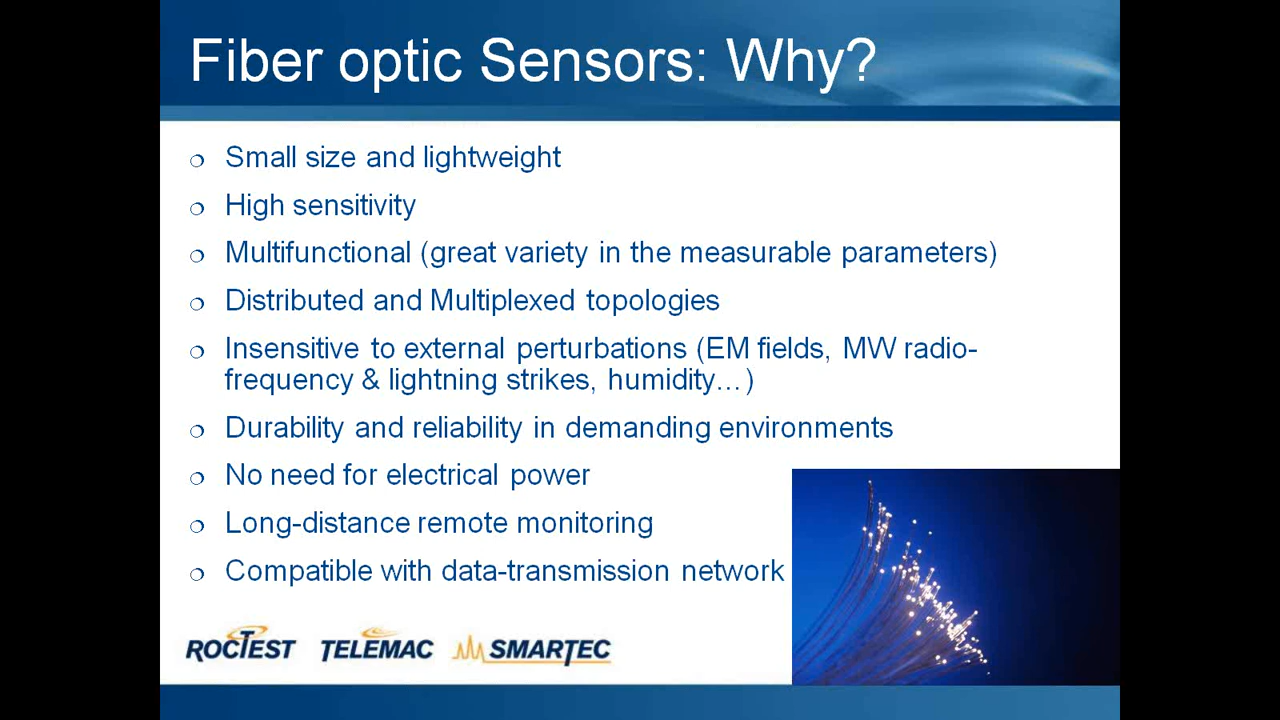 Fiber optic Sensors: Why?
Small size and lightweight
High sensitivity
Multifunctional (great variety in the measurable parameters)
Distributed and Multiplexed topologies
Insensitive to external perturbations (EM fields, MW radio-
frequency & lightning strikes, humidity…)
Durability and reliability in demanding environments
No need for electrical power
Long-distance remote monitoring
Compatible with data-transmission network
ROCTEST TELEMAC SMARTEC